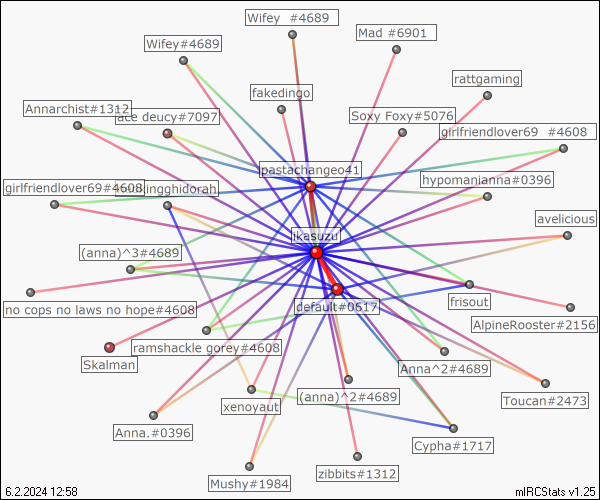 Wifey  #4689
Mad #6901
Wifey#4689
rattgaming
fakedingo
Annarchist#1312
ace deucy#7097
Soxy Foxy#5076
girlfriendlover69  #4608
pastachangeo41
hypomanianna#0396
girlfriendlover69#4608
avelicious
ikasuzu
(anna)^3#4689
no cops no laws no hope#4608
default#0617
frisout
AlpineRooster#2156
ramshackle gorey#4608
Skalman
Anna^2#4689
xenoyaut
(anna)^2#4689
Toucan#2473
Anna.#0396
Cypha#1717
zibbits#1312
Mushy#1984
6.2.2024 12:58
mIRCStats v1.25